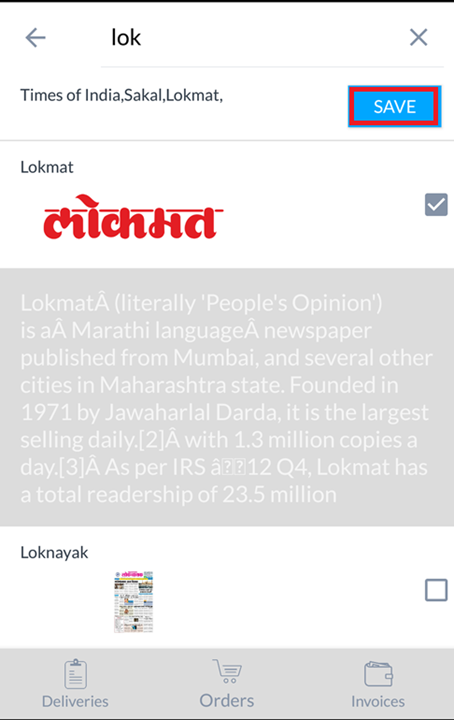 lok
Times of India,Sakal,Lokmat,
SAVE
Lokmat
लोकमत
LokmatÂ (literally 'People's Opinion')
is aÂ Marathi languageÂ newspaper
published from Mumbai, and several other
cities in Maharashtra state. Founded in
1971 by Jawaharlal Darda, it is the largest
selling daily.[2]Â with 1.3 million copies a
day.[3]Â As per IRS â12 Q4, Lokmat has
a total readership of 23.5 million
Loknayak
Deliveries
Orders
Invoices